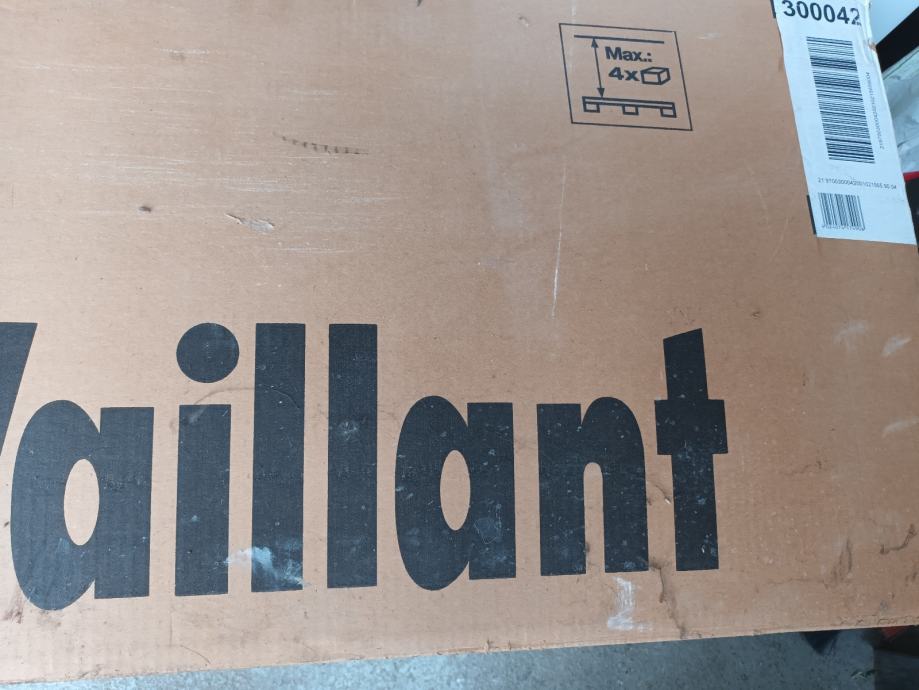 300042
Max.:
4x
Vaillant